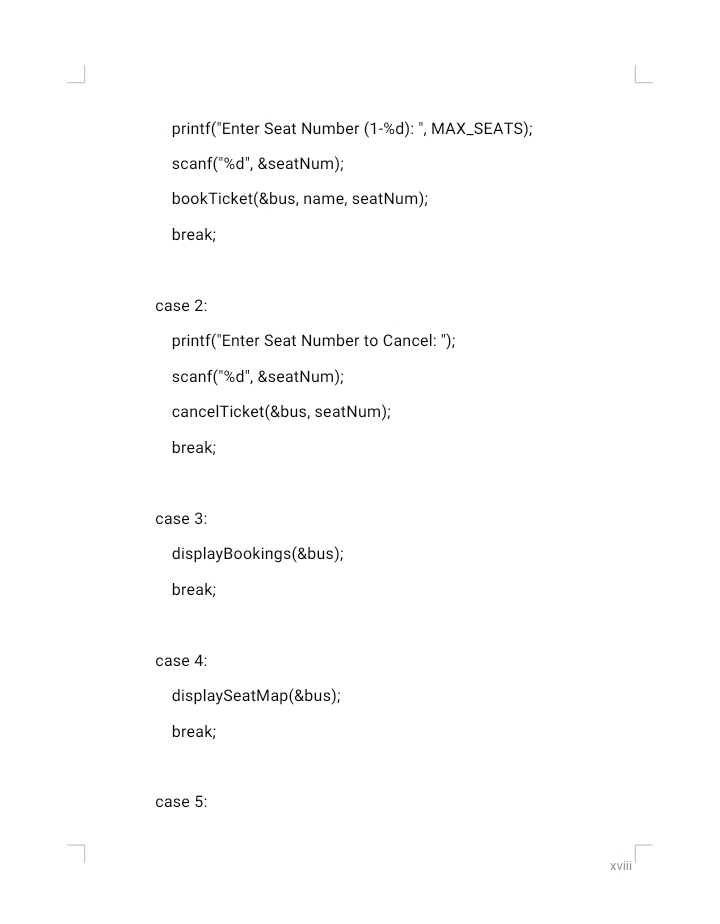 printf("Enter Seat Number (1-%d): ", MAX_SEATS);
scanf("%d", &seatNum);
bookTicket(&bus, name, seatNum);
break;
case 2:
printf("Enter Seat Number to Cancel: ");
scanf("%d", &seatNum);
cancelTicket(&bus, seatNum);
break;
case 3:
displayBookings(&bus);
break;
case 4:
displaySeatMap(&bus);
break;
case 5:
xviii